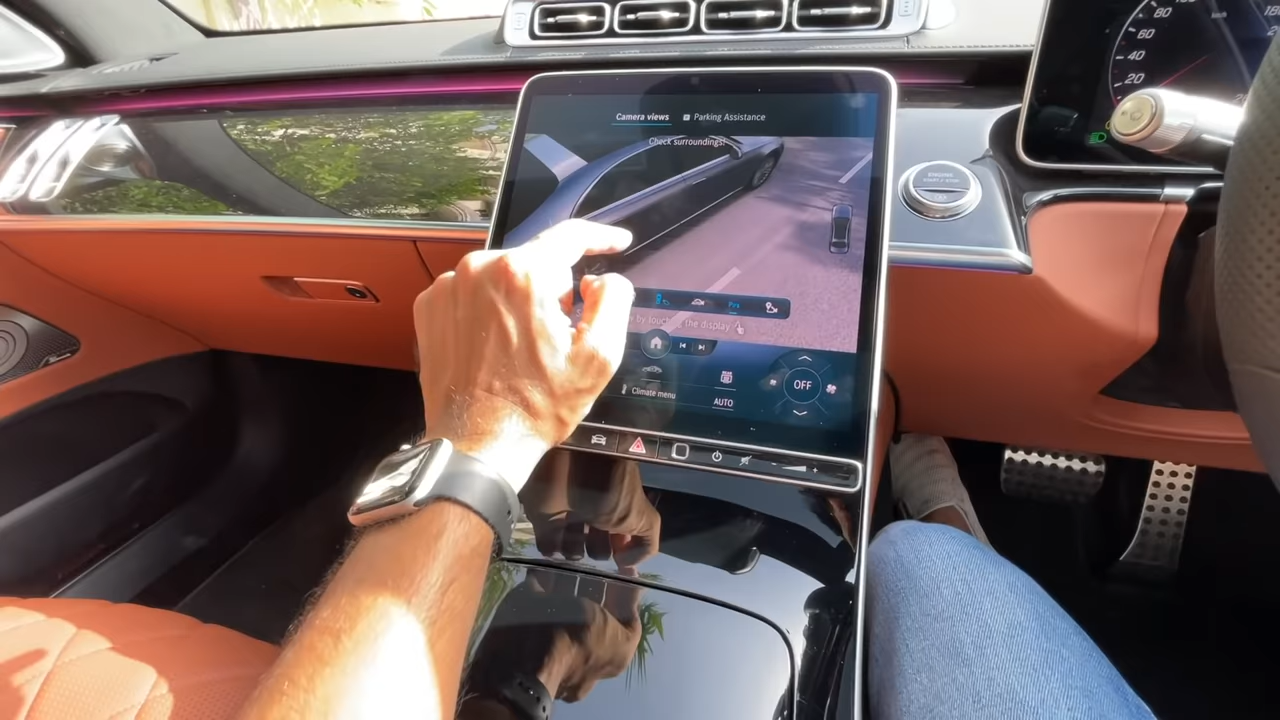 80
60
40
20
Camera views
Parking Assistance
Check surroundings!
by touching the display
Climate menu
AUTO
OFF